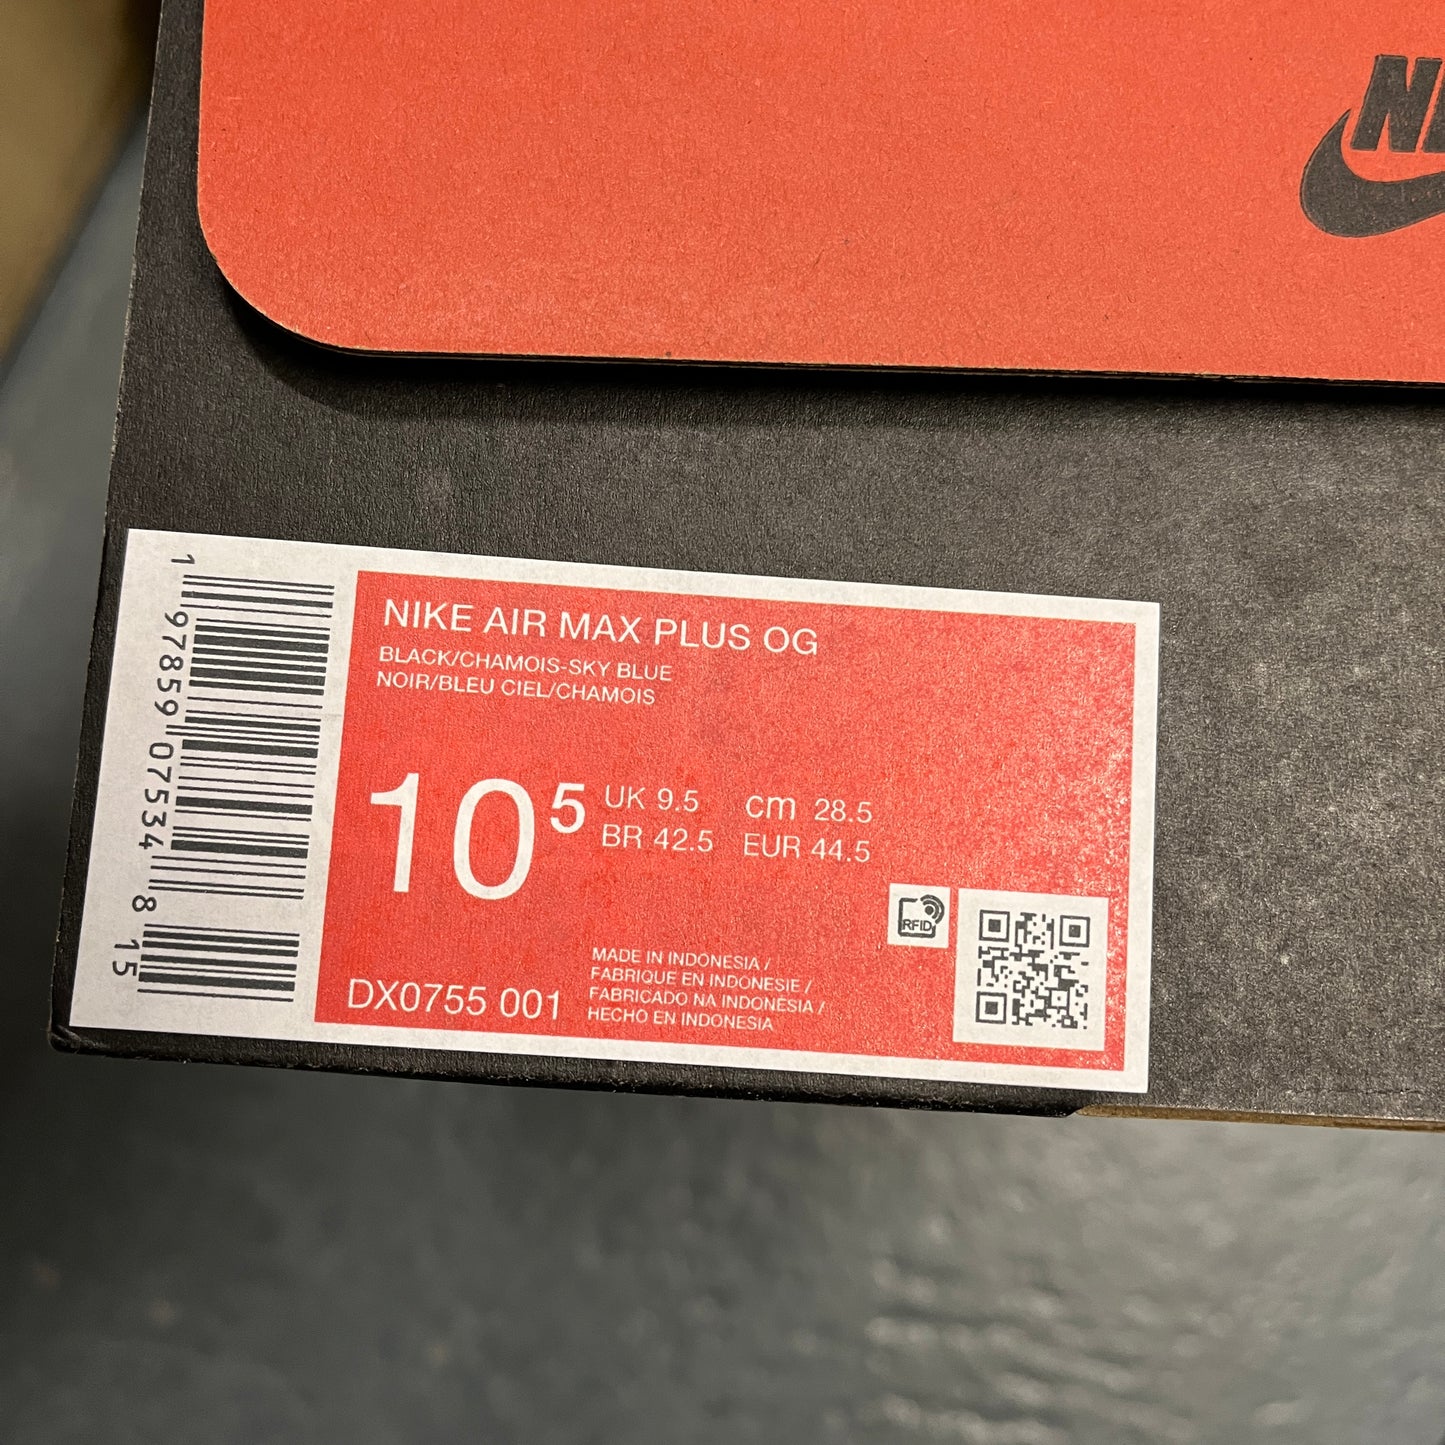 NIKE AIR MAX PLUS OG
BLACK/CHAMOIS-SKY BLUE
NOIR/BLEU CIEL/CHAMOIS
10 5
UK 9.5 cm 28.5
BR 42.5 EUR 44.5
RFID
MADE IN INDONESIA /
FABRIQUE EN INDONESIE /
FABRICADO NA INDONÉSIA /
HECHO EN INDONESIA
DX0755 001
1 97859 07534 8 15